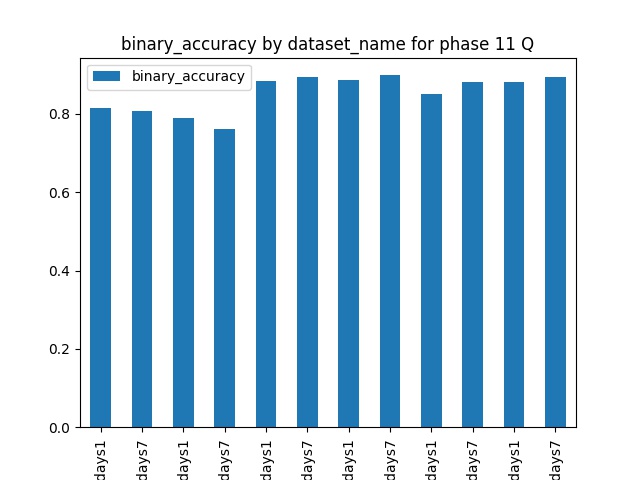 binary_accuracy by dataset_name for phase 11 Q
binary_accuracy
0.8
0.6
0.4
0.2
0.0
days1
days7
days1
days7
days1
days7
days1
days7
days1
days7
days1
days7